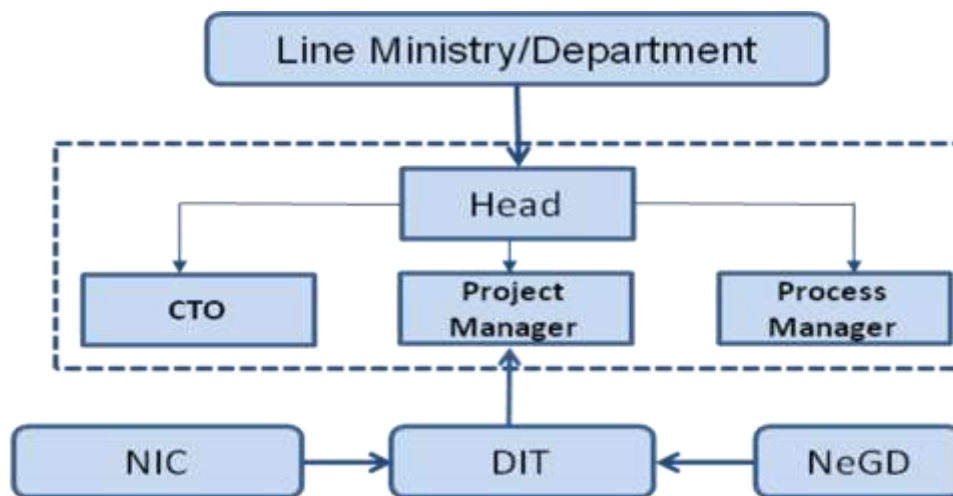 Line Ministry/Department
Head
CTO
Project
Manager
Process
Manager
NIC
DIT
NeGD